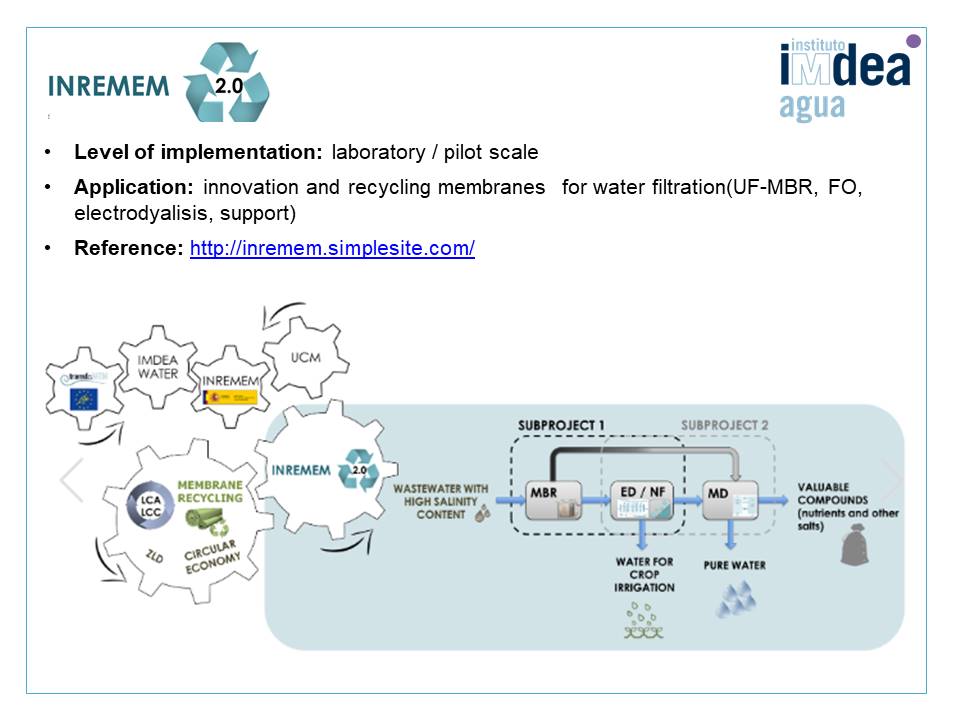 INREMEM 2.0
instituto
iMdea
agua
• Level of implementation: laboratory / pilot scale
• Application: innovation and recycling membranes for water filtration(UF-MBR, FO,
electrodyalisis, support)
• Reference: http://inremem.simplesite.com/
UCM
IMDEA
WATER
INREMEM
INREMEM 2.0
MEMBRANE
RECYCLING
LCA
LCC
ZLD
CIRCULAR
ECONOMY
SUBPROJECT 1
SUBPROJECT 2
WASTEWATER WITH
HIGH SALINITY
CONTENT
MBR
ED / NF
MD
VALUABLE
COMPOUNDS
(nutrients and other
salts)
WATER FOR
CROP
IRRIGATION
PURE WATER